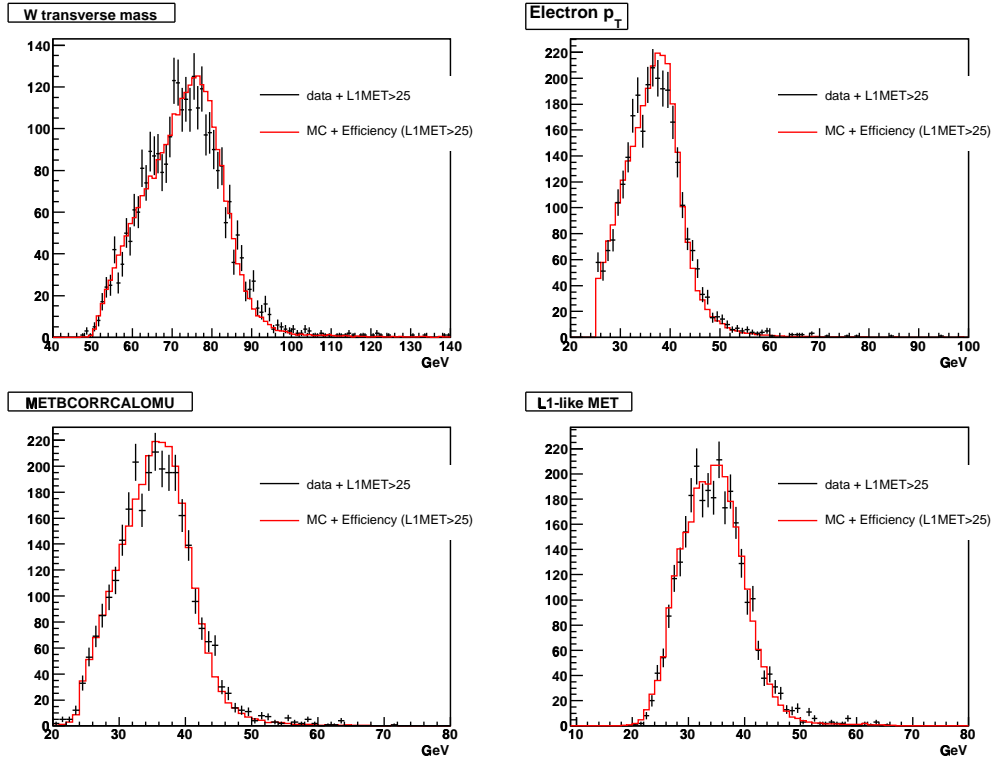 W transverse mass
140
120
100
80
60
40
20
0
data + L1MET>25
MC + Efficiency (L1MET>25)
40 50 60 70 80 90 100 110 120 130 140
GeV
Electron p_T
220
200
180
160
140
120
100
80
60
40
20
0
data + L1MET>25
MC + Efficiency (L1MET>25)
20 30 40 50 60 70 80 90 100
GeV
METBCORRCALOMU
220
200
180
160
140
120
100
80
60
40
20
0
data + L1MET>25
MC + Efficiency (L1MET>25)
20 30 40 50 60 70 80
GeV
L1-like MET
220
200
180
160
140
120
100
80
60
40
20
0
data + L1MET>25
MC + Efficiency (L1MET>25)
10 20 30 40 50 60 70 80
GeV